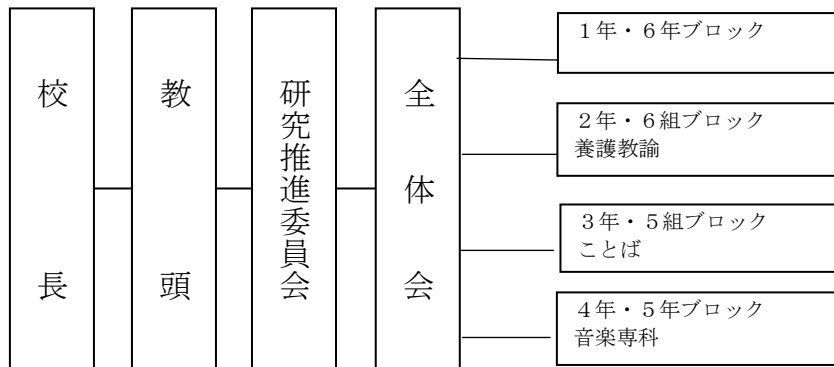 校長
教頭
研究推進委員会
全体会
１年・６年ブロック
２年・６組ブロック
養護教諭
３年・５組ブロック
ことば
４年・５年ブロック
音楽専科